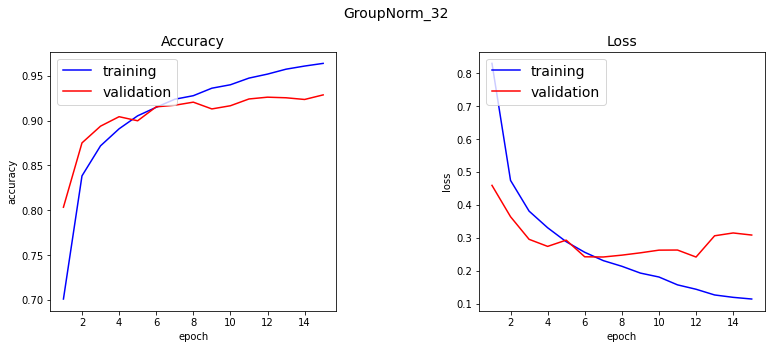 GroupNorm_32
Accuracy
training
validation
0.95
0.90
0.85
0.80
0.75
0.70
accuracy
2 4 6 8 10 12 14
epoch
Loss
training
validation
0.8
0.7
0.6
0.5
0.4
0.3
0.2
0.1
loss
2 4 6 8 10 12 14
epoch